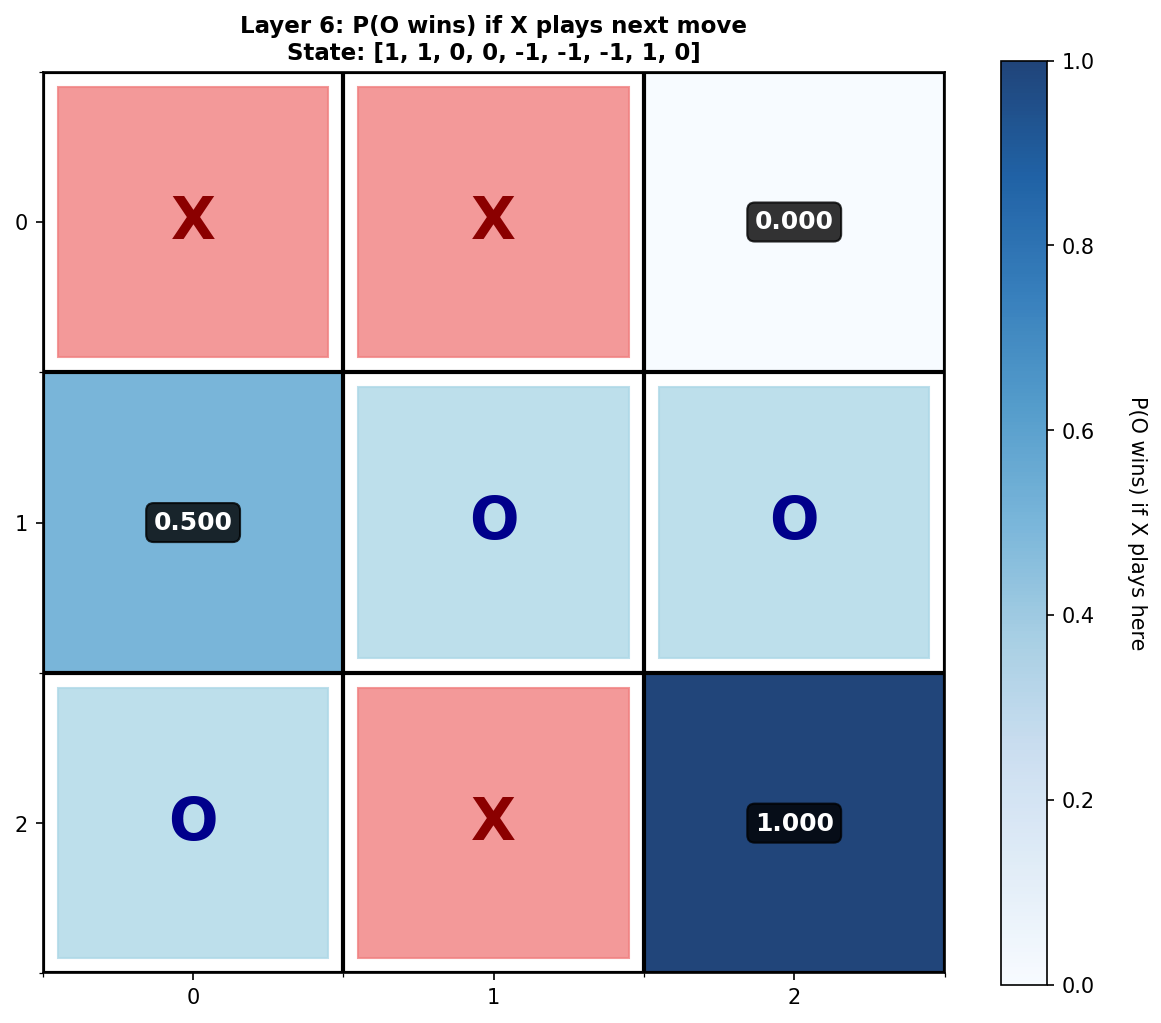 Layer 6: P(O wins) if X plays next move
State: [1, 1, 0, 0, -1, -1, -1, 1, 0]
X X 0.000
0.500 O O
O X 1.000
0
1
2
0 1 2
1.0
0.8
0.6
0.4
0.2
0.0
P(O wins) if X plays here